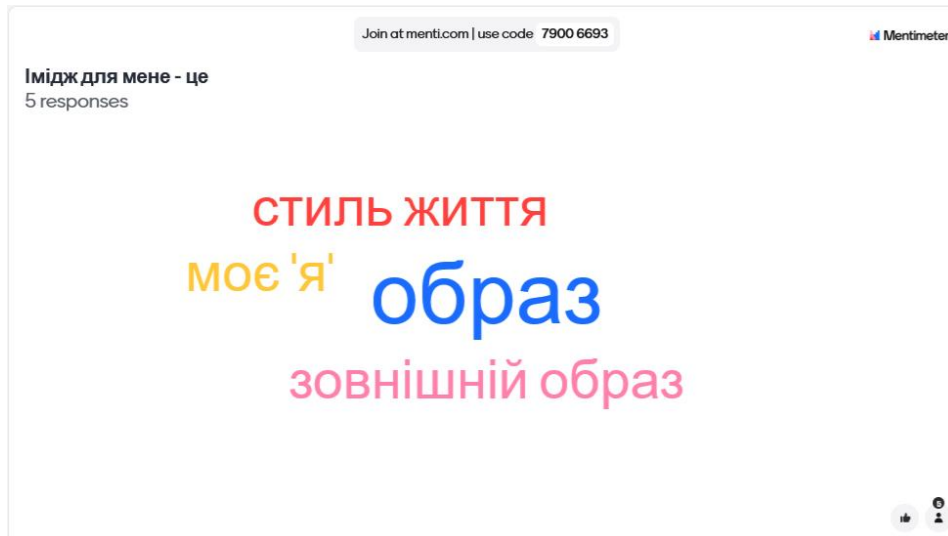 Join at menti.com | use code 7900 6693
Mentimeter
Імідж для мене - це
5 responses
стиль життя
моє 'я'
образ
зовнішній образ
5